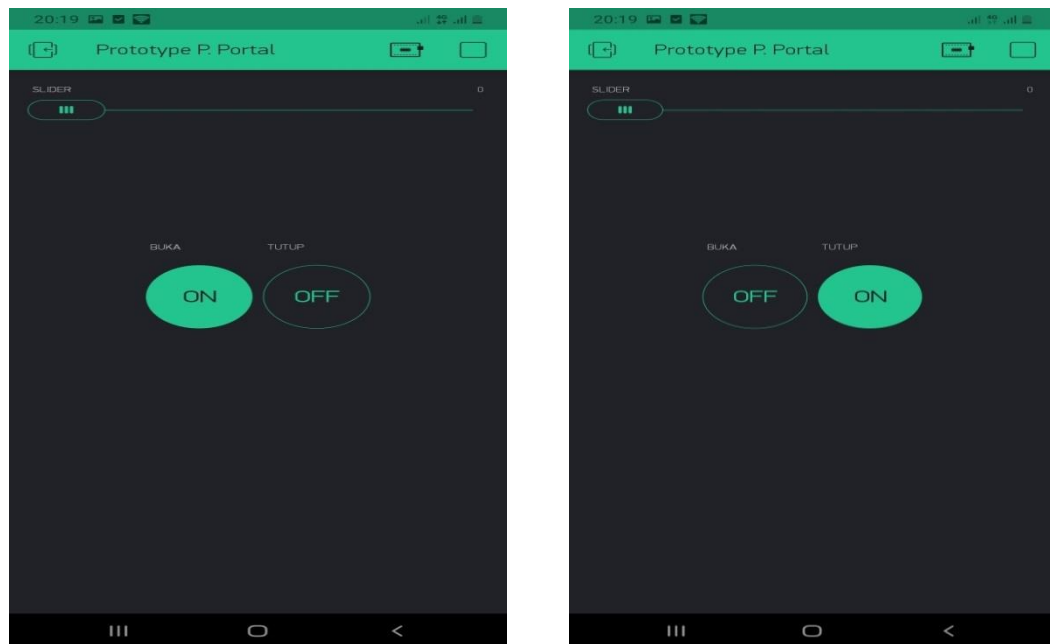 20:19
Prototype P. Portal
SLIDER 0
BUKA TUTUP
ON OFF
20:19
Prototype P. Portal
SLIDER 0
BUKA TUTUP
OFF ON